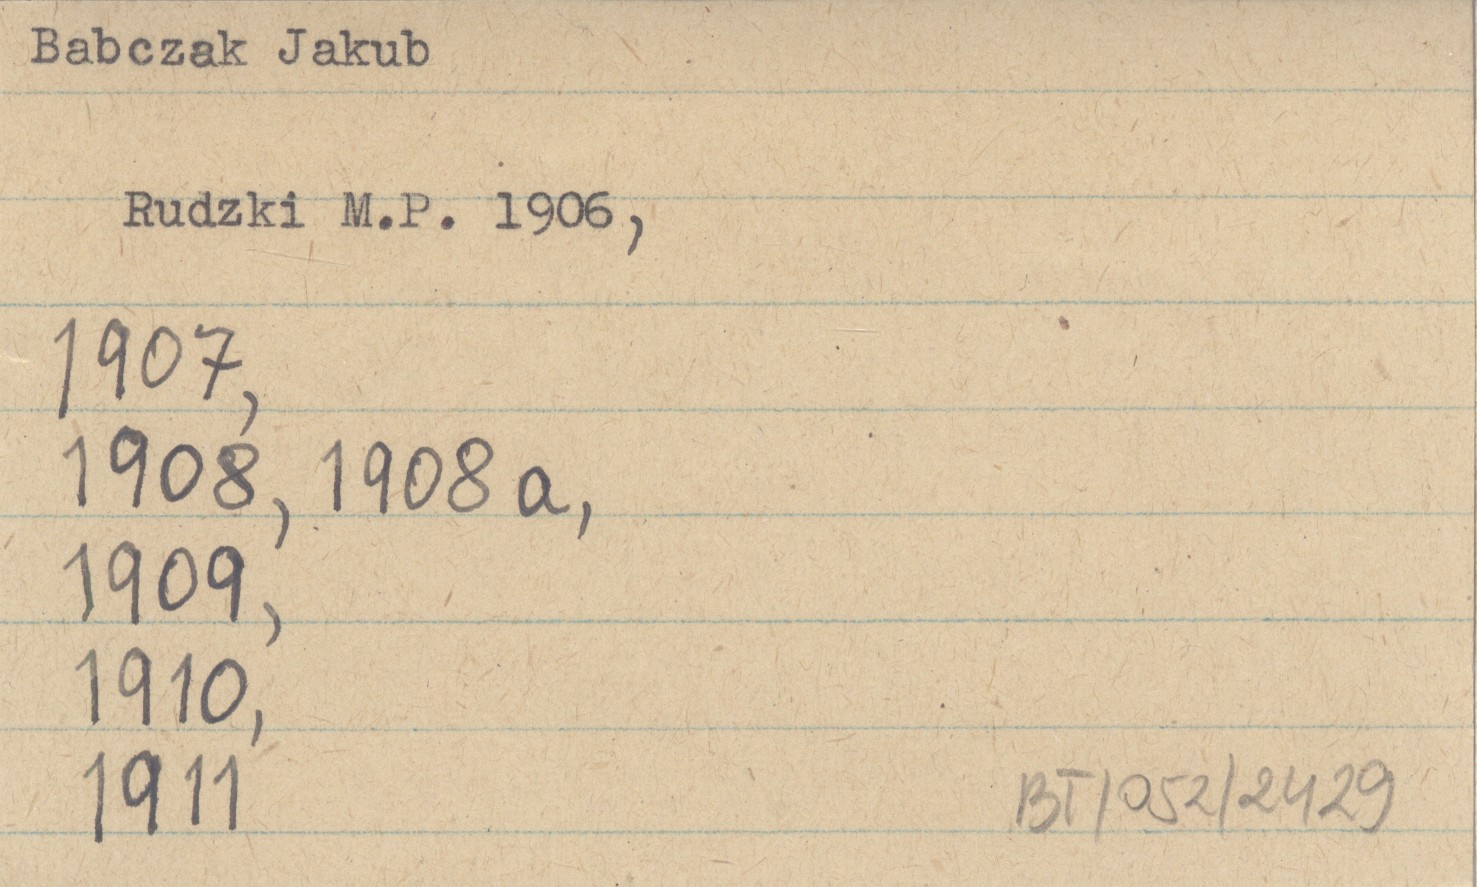 Babczak Jakub
Rudzki M.P. 1906,
1907,
1908, 1908 a,
1909,
1910,
1911
BT/052/2429